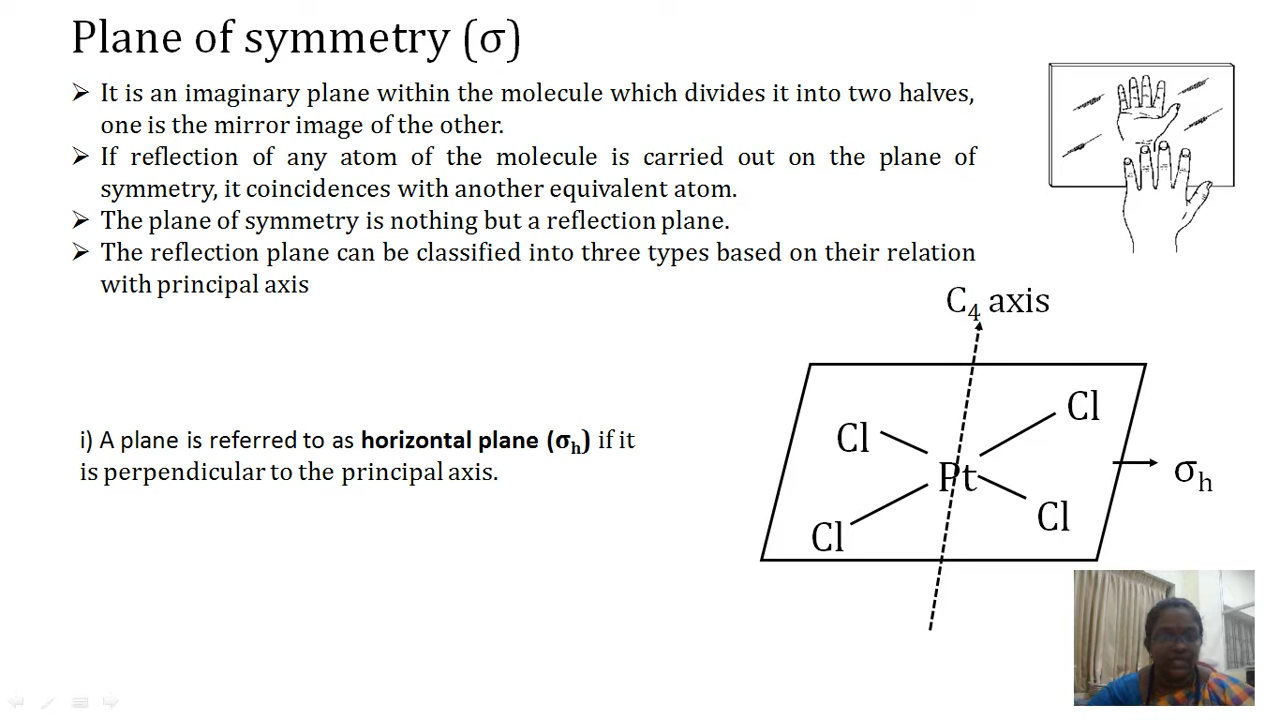 Plane of symmetry (σ)
➢ It is an imaginary plane within the molecule which divides it into two halves,
one is the mirror image of the other.
➢ If reflection of any atom of the molecule is carried out on the plane of
symmetry, it coincidences with another equivalent atom.
➢ The plane of symmetry is nothing but a reflection plane.
➢ The reflection plane can be classified into three types based on their relation
with principal axis
C₄ axis
i) A plane is referred to as horizontal plane (σₕ) if it
is perpendicular to the principal axis.
Cl
Cl
Pt
σₕ
Cl
Cl